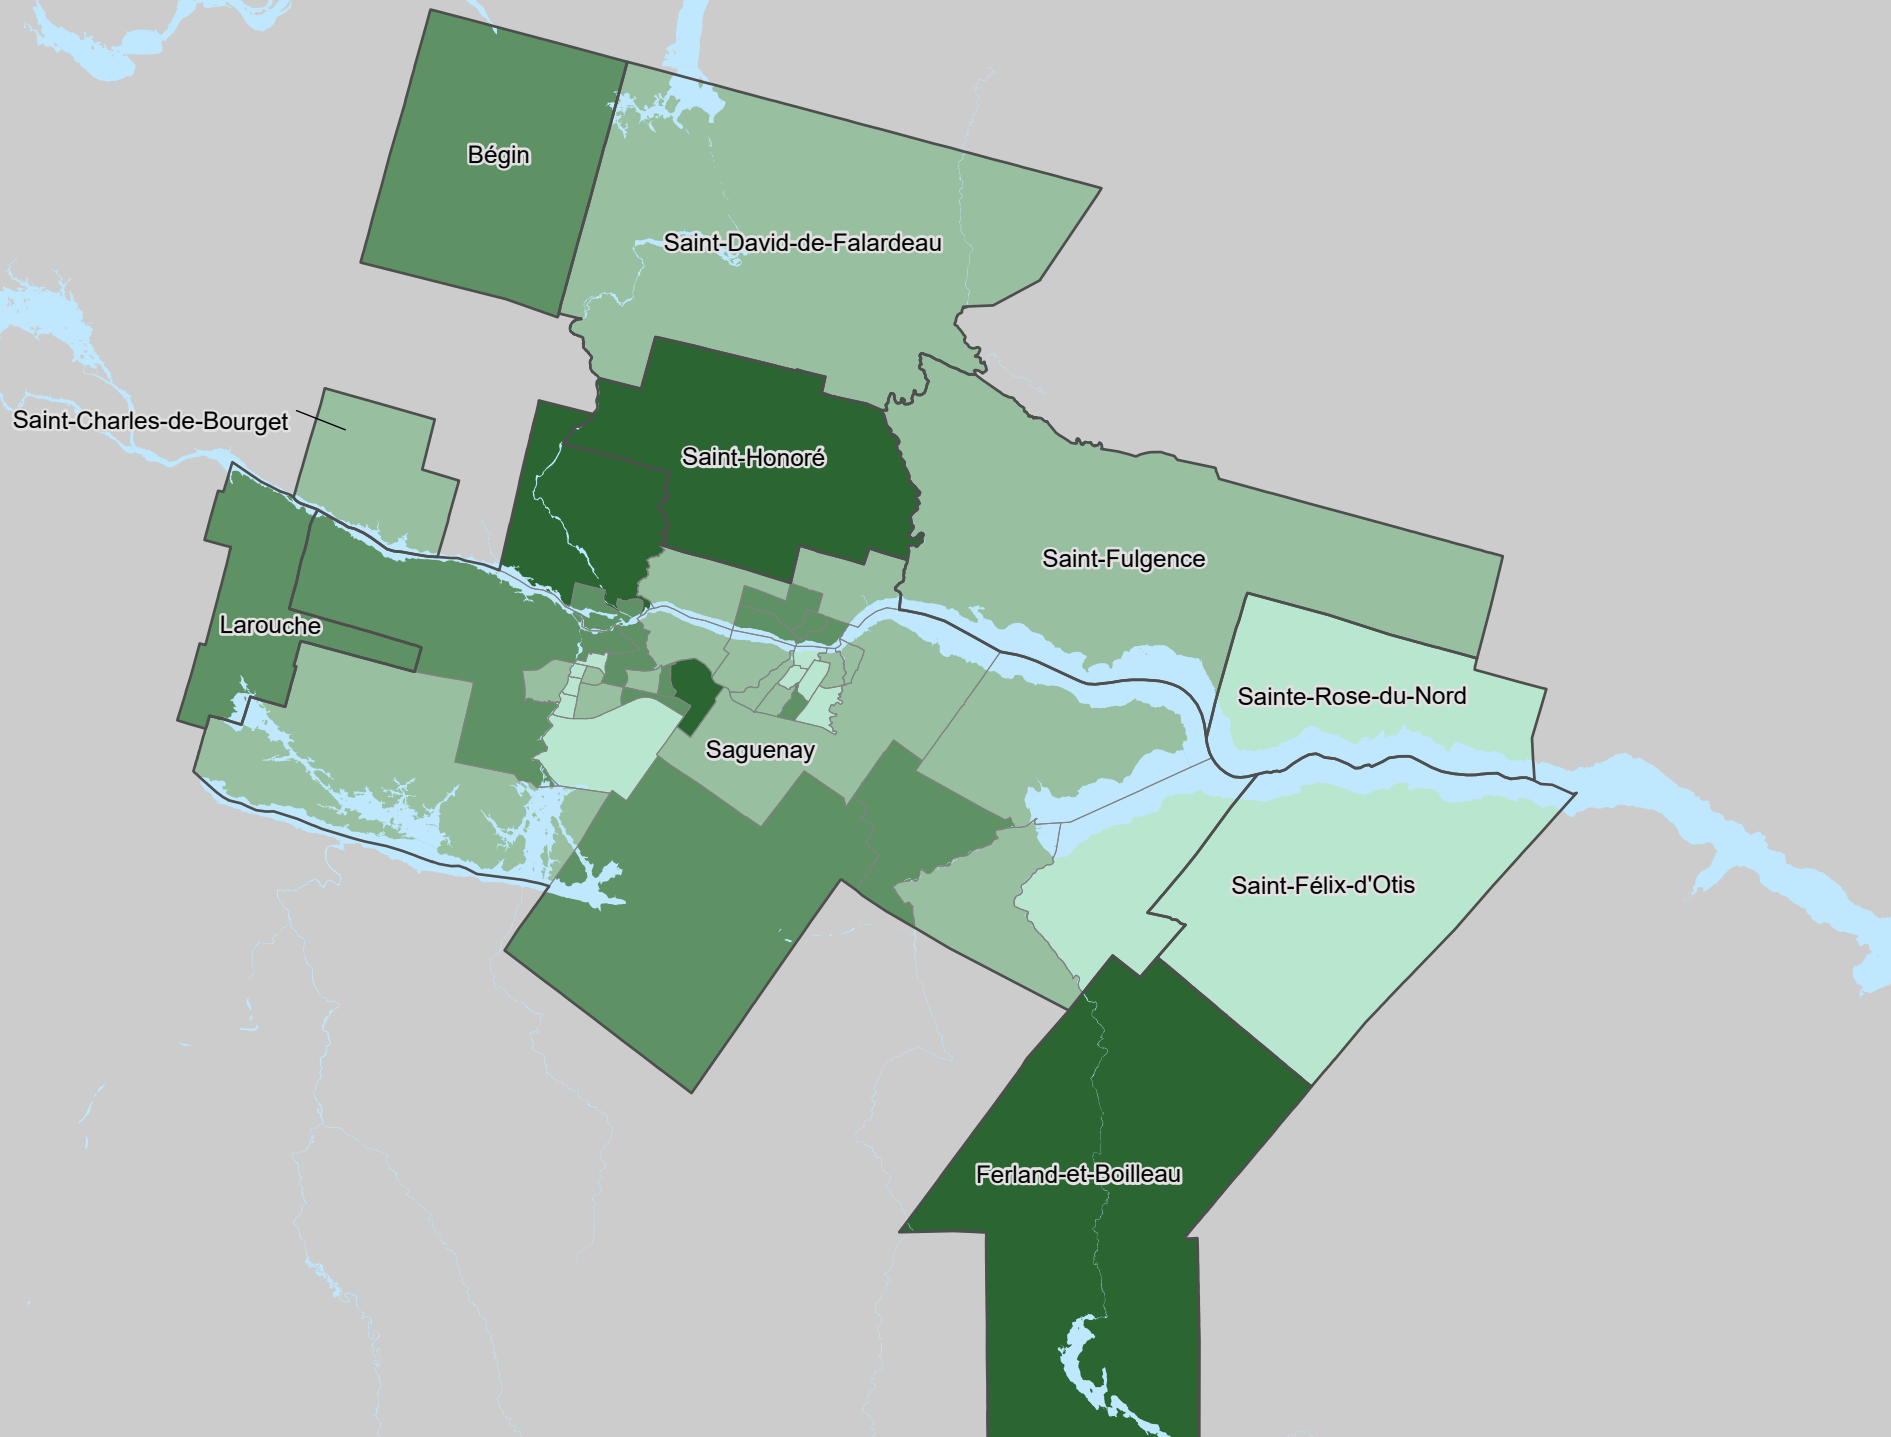 Bégin
Saint-David-de-Falardeau
Saint-Charles-de-Bourget
Saint-Honoré
Saint-Fulgence
Larouche
Sainte-Rose-du-Nord
Saguenay
Saint-Félix-d'Otis
Ferland-et-Boilleau